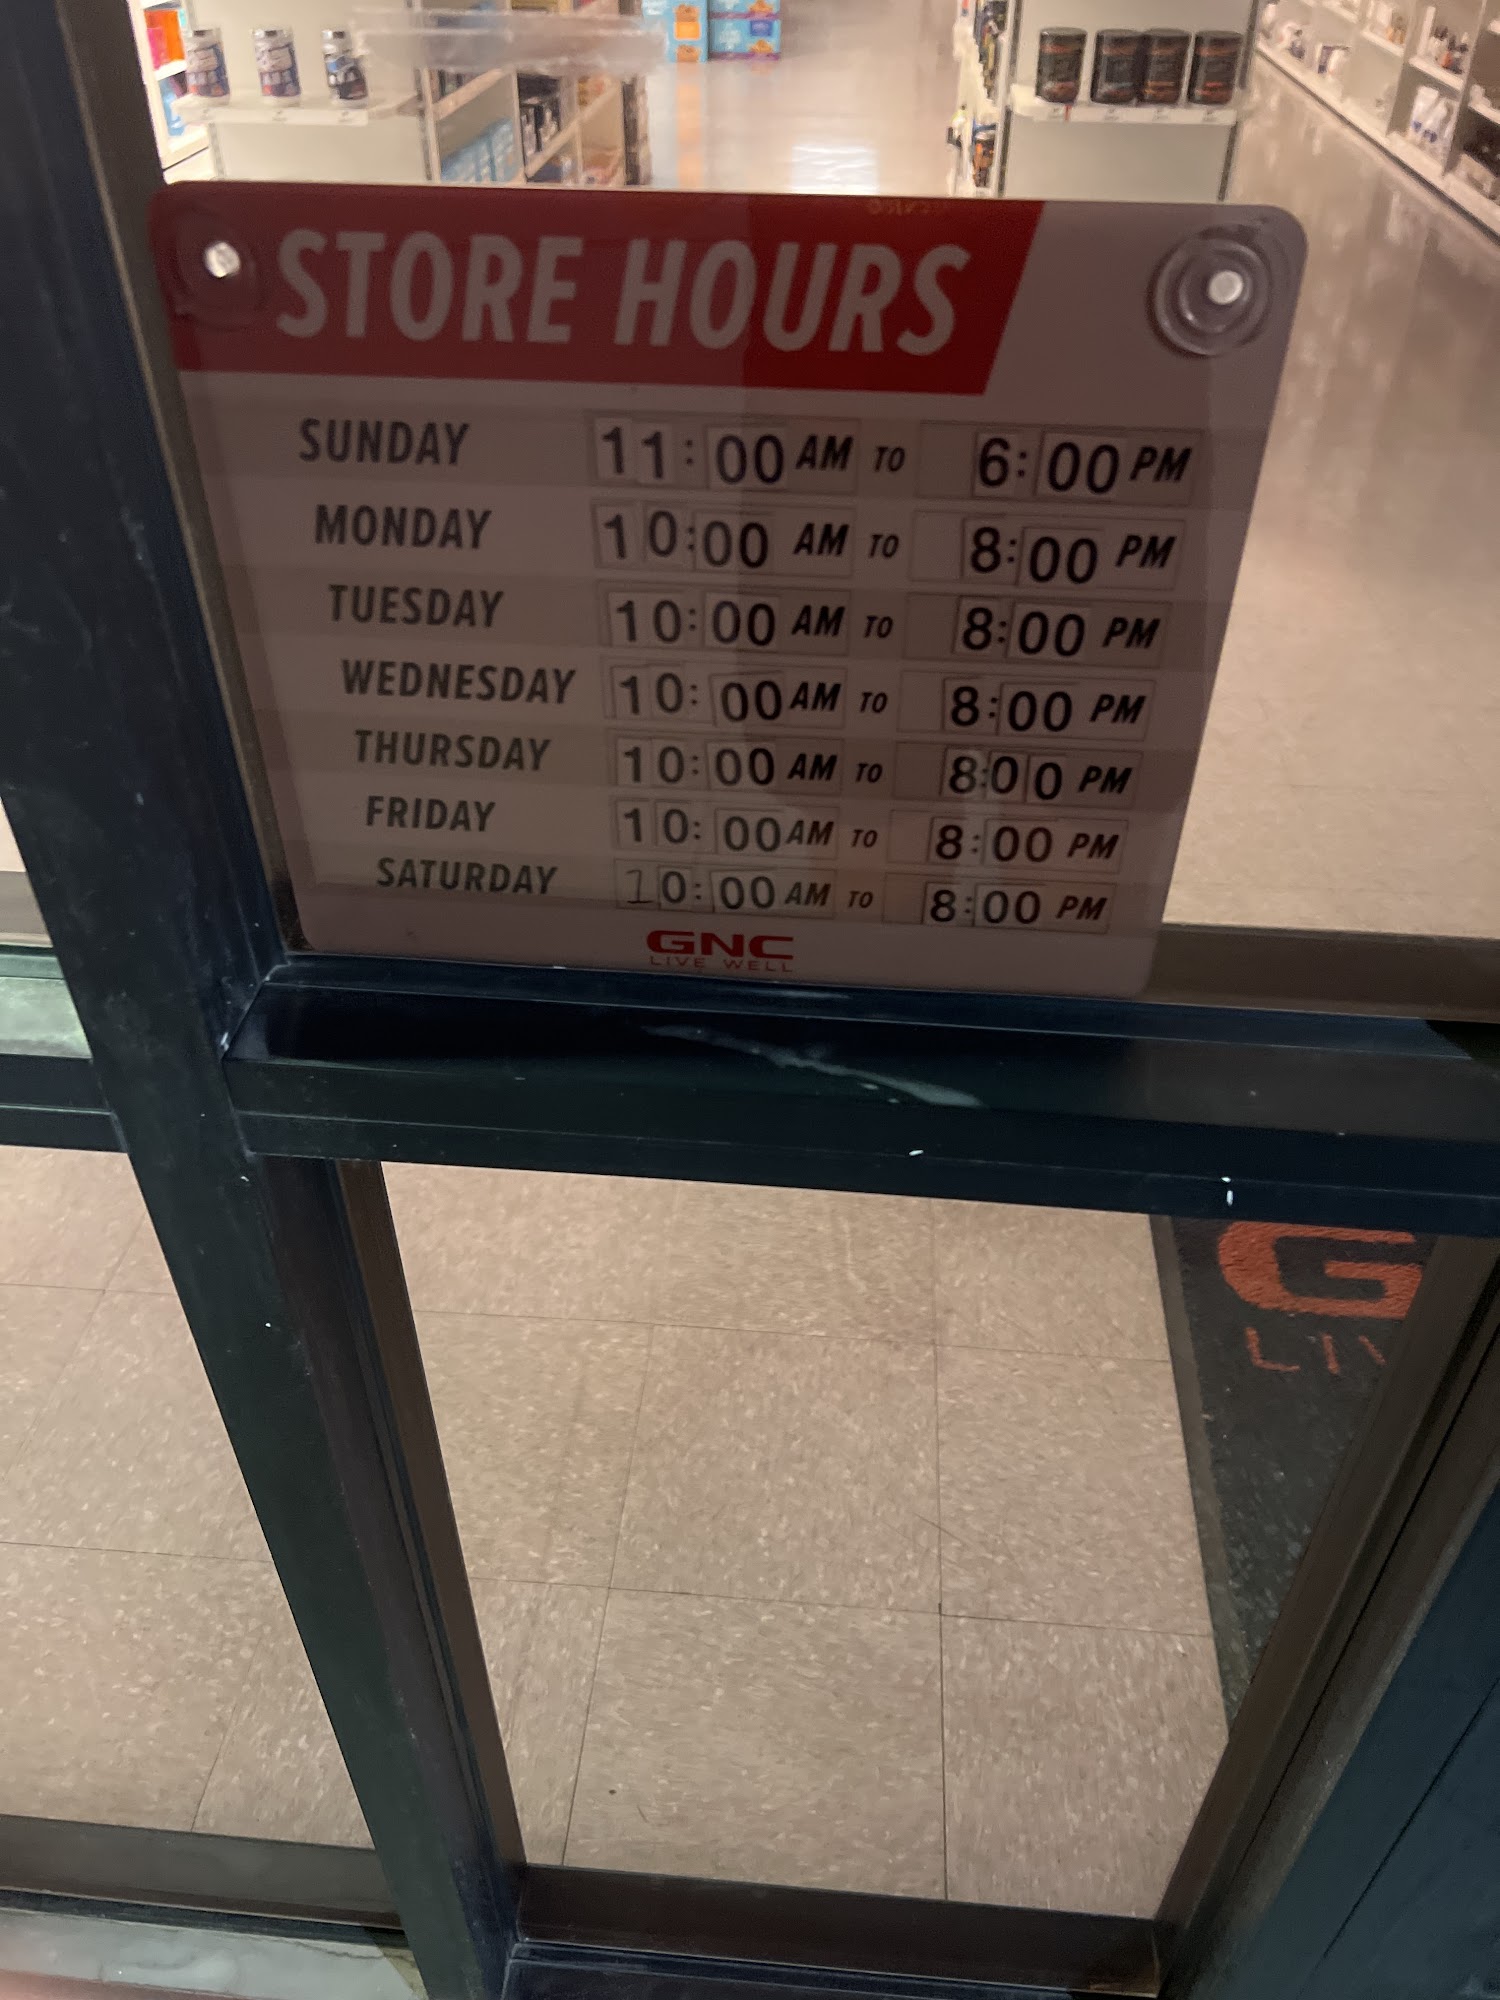 STORE HOURS
SUNDAY 11:00 AM TO 6:00 PM
MONDAY 10:00 AM TO 8:00 PM
TUESDAY 10:00 AM TO 8:00 PM
WEDNESDAY 10:00 AM TO 8:00 PM
THURSDAY 10:00 AM TO 8:00 PM
FRIDAY 10:00 AM TO 8:00 PM
SATURDAY 10:00 AM TO 8:00 PM
GNC
LIVE WELL
G
LIV